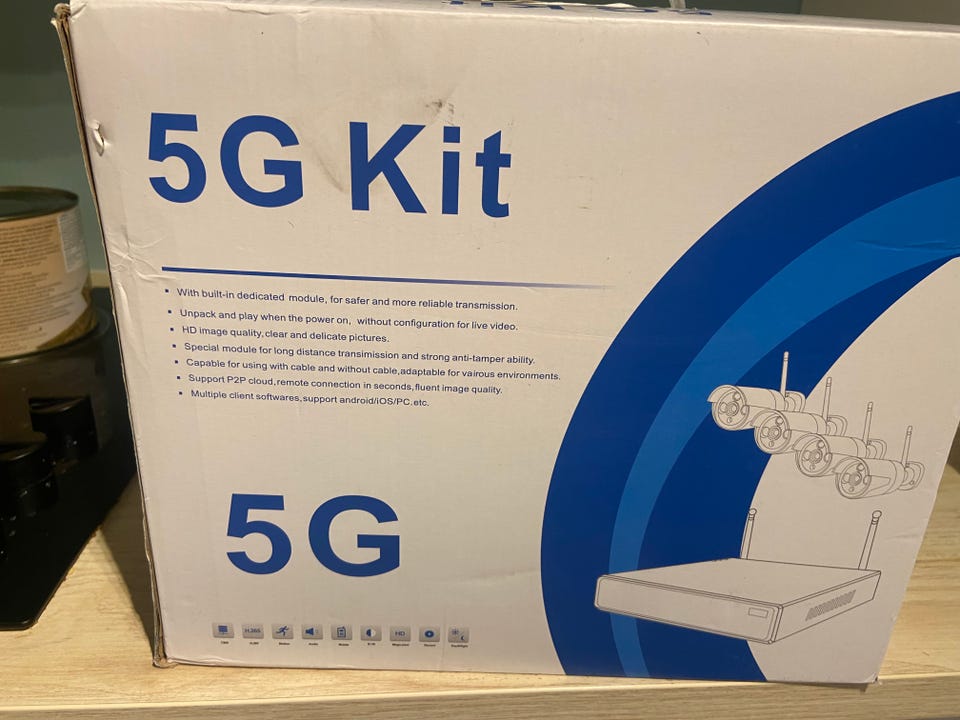 5G Kit
▪ With built-in dedicated module, for safer and more reliable transmission.
▪ Unpack and play when the power on, without configuration for live video.
▪ HD image quality,clear and delicate pictures.
▪ Special module for long distance transimission and strong anti-tamper ability.
▪ Capable for using with cable and without cable,adaptable for vairous environments.
▪ Support P2P cloud,remote connection in seconds,fluent image quality.
▪ Multiple client softwares,support android/iOS/PC.etc.
5G
H.265 HD